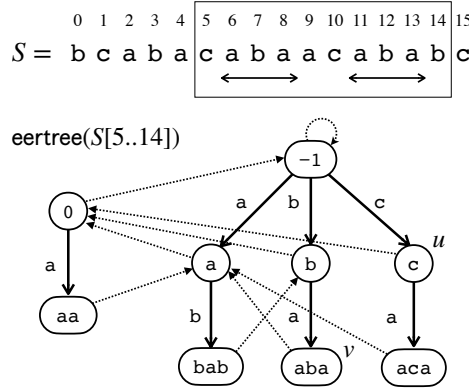 0 1 2 3 4 5 6 7 8 9 10 11 12 13 14 15
S = b c a b a c a b a a c a b a b c
eertree(S[5..14])
-1
a b c
0 u
a b c
a b a a
aa
bab aba v aca